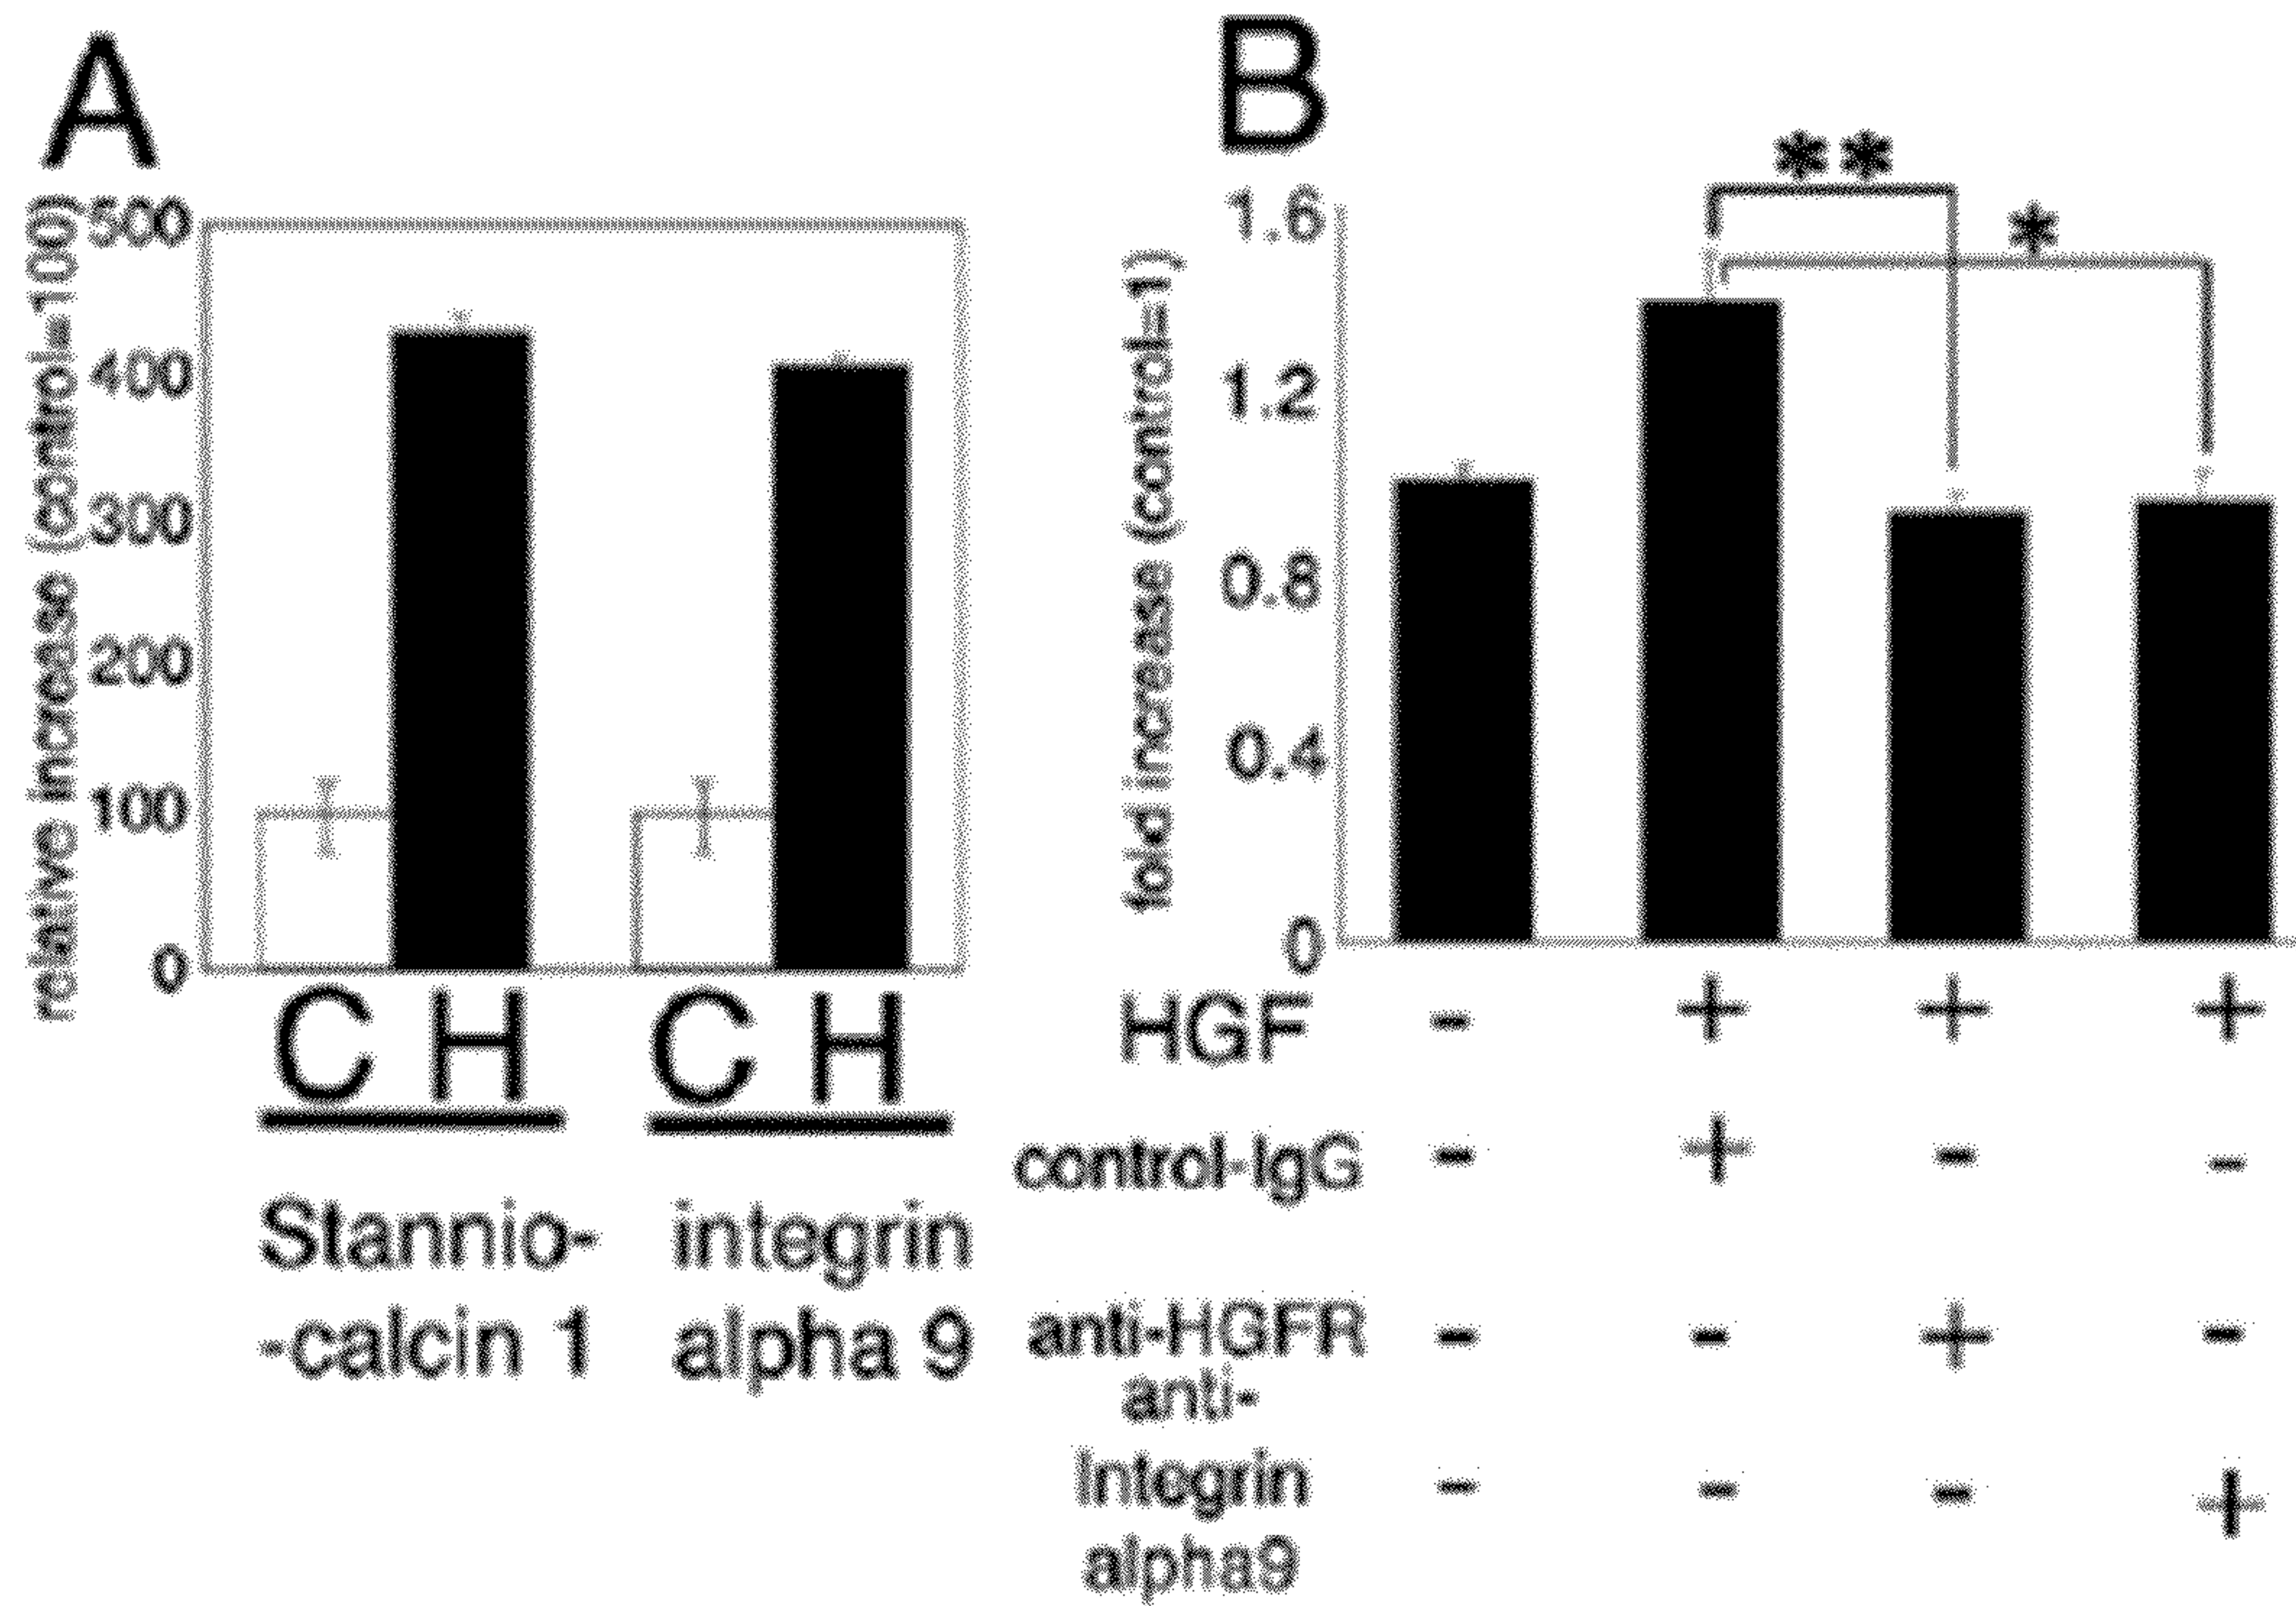 A
relative increase (control=100)
500
400
300
200
100
0
C H C H
Stannio- integrin
-calcin 1 alpha 9
B
** 
*
fold increase (control=1)
1.6
1.2
0.8
0.4
0
HGF - + + +
control-IgG - + - -
anti-HGFR - - + -
anti-
Integrin - - - +
alpha9